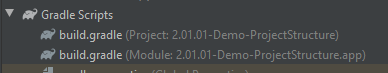 Gradle Scripts
build.gradle (Project: 2.01.01-Demo-ProjectStructure)
build.gradle (Module: 2.01.01-Demo-ProjectStructure.app)